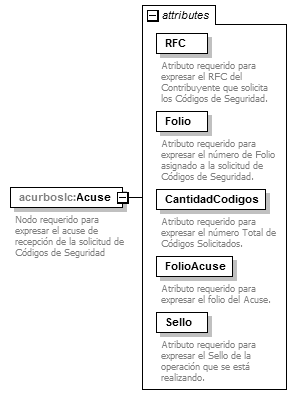 attributes
RFC
Atributo requerido para
expresar el RFC del
Contribuyente que solicita
los Códigos de Seguridad.
Folio
Atributo requerido para
expresar el número de Folio
asignado a la solicitud de
Códigos de Seguridad.
acurboslc:Acuse
Nodo requerido para
expresar el acuse de
recepción de la solicitud de
Códigos de Seguridad
CantidadCodigos
Atributo requerido para
expresar el número Total de
Códigos Solicitados.
FolioAcuse
Atributo requerido para
expresar el folio del Acuse.
Sello
Atributo requerido para
expresar el Sello de la
operación que se está
realizando.